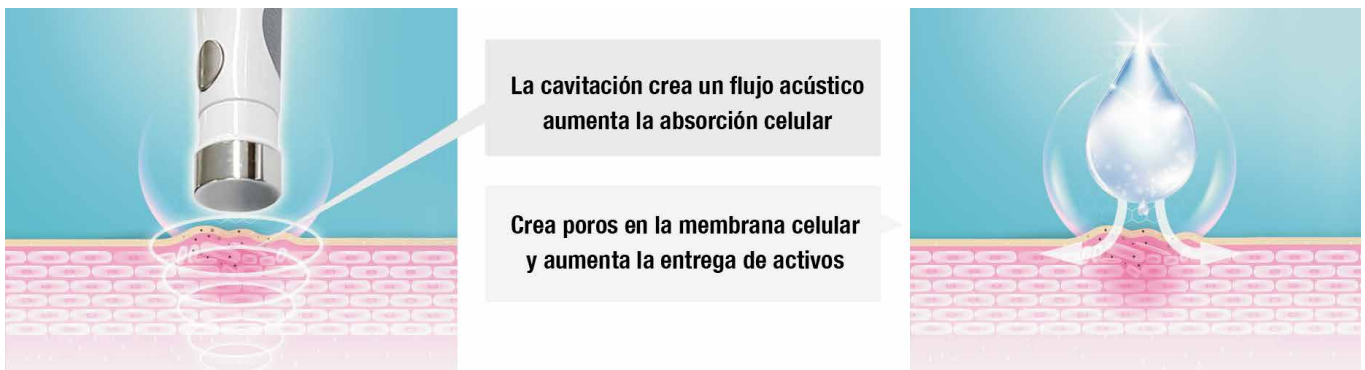 La cavitación crea un flujo acústico
aumenta la absorción celular
Crea poros en la membrana celular
y aumenta la entrega de activos